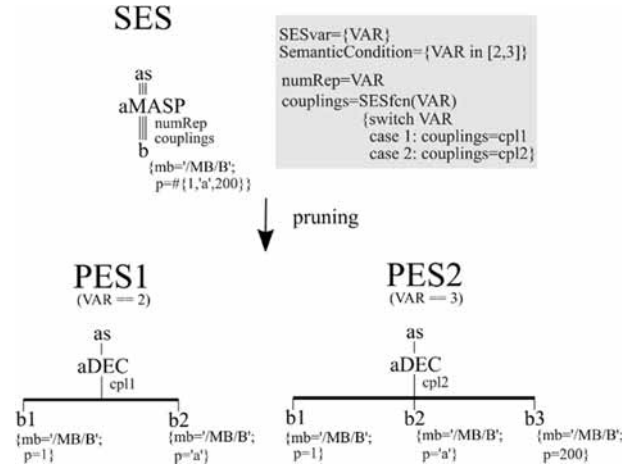 SES
SESvar={VAR}
SemanticCondition={VAR in [2,3]}
numRep=VAR
couplings=SESfcn(VAR)
{switch VAR
case 1: couplings=cpl1
case 2: couplings=cpl2}
as
aMASP
numRep
couplings
b
{mb='/MB/B';
p=#{1,'a',200}}
pruning
PES1
(VAR == 2)
as
aDEC
cpl1
b1
{mb='/MB/B';
p=1}
b2
{mb='/MB/B';
p='a'}
PES2
(VAR == 3)
as
aDEC
cpl2
b1
{mb='/MB/B';
p=1}
b2
{mb='/MB/B';
p='a'}
b3
{mb='/MB/B';
p=200}